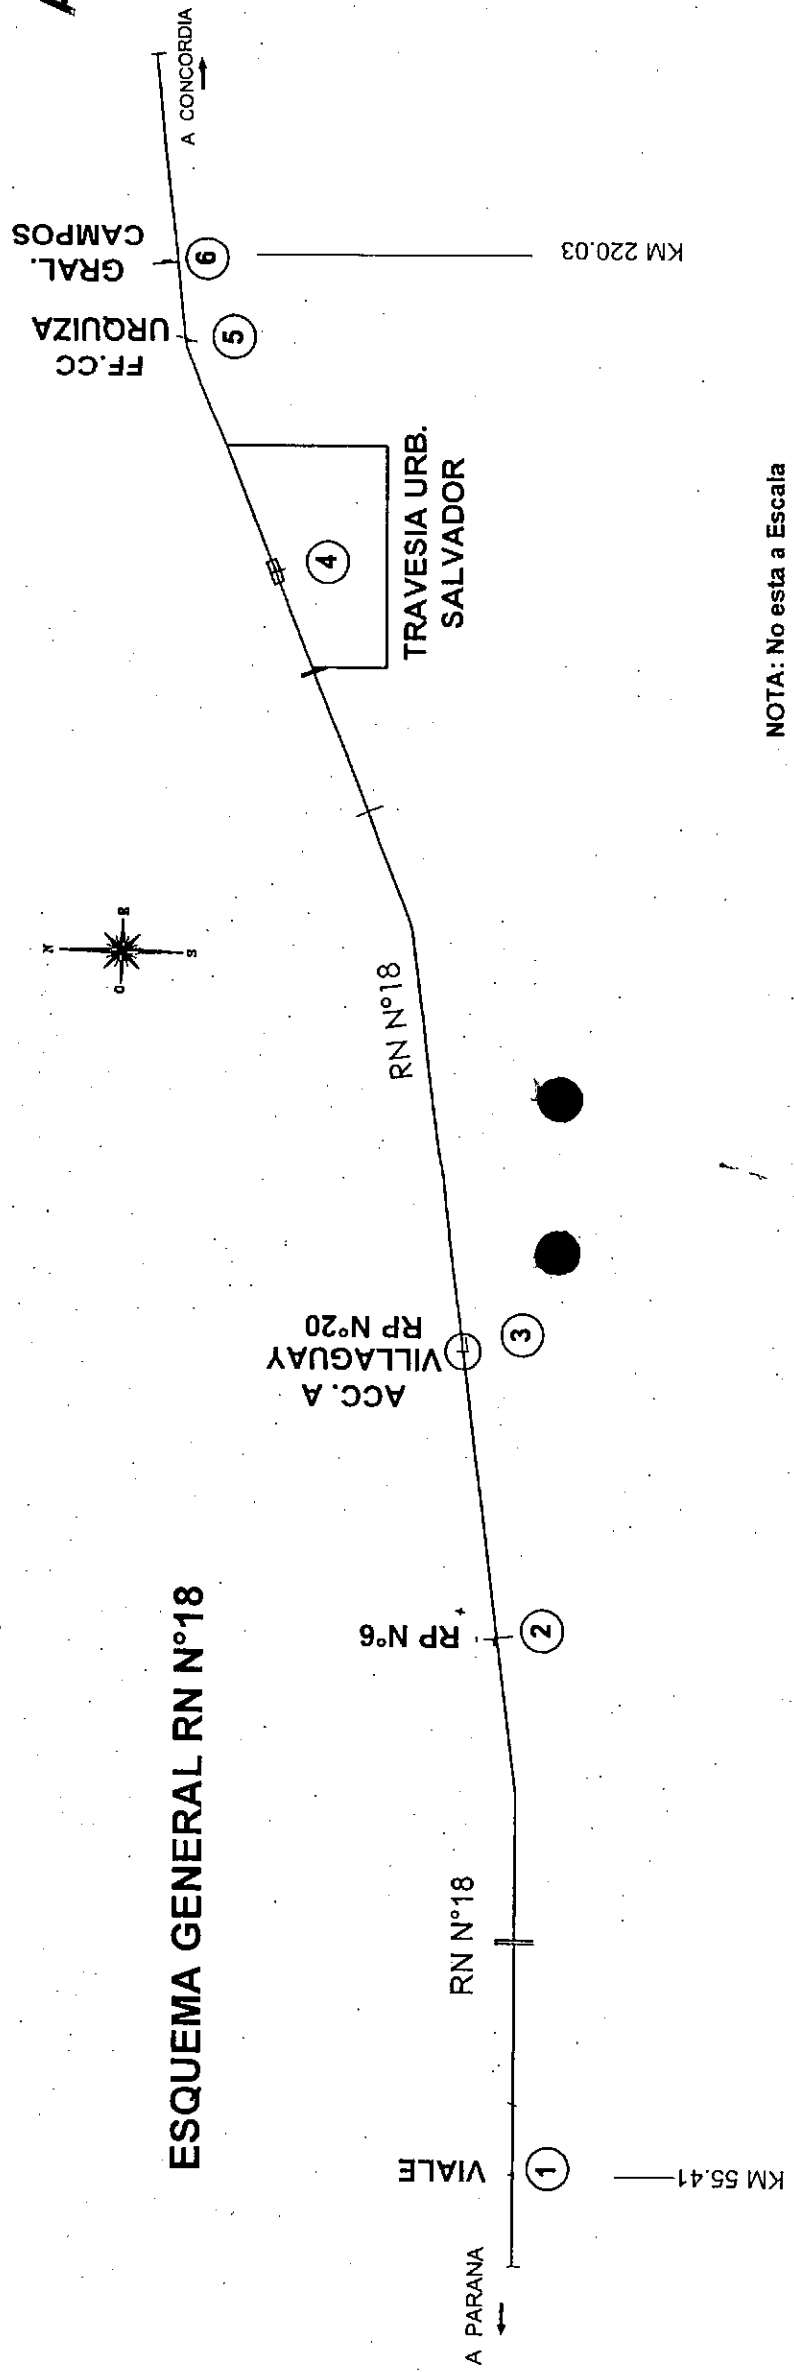 ESQUEMA GENERAL RN N°18
N
O
E
S
A PARANA
VIALE
1
KM 55.41
RN N°18
RP N°6
2
ACC. A
VILLAGUAY
RP N°20
3
RN N°18
TRAVESIA URB.
SALVADOR
4
FF.CC
URQUIZA
5
GRAL.
CAMPOS
6
KM 220.03
A CONCORDIA
NOTA: No esta a Escala